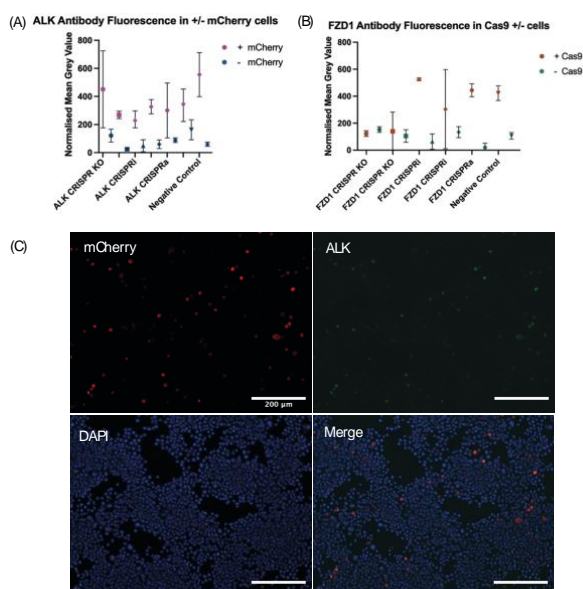 (A)
ALK Antibody Fluorescence in +/- mCherry cells
Normalised Mean Grey Value
800
600
400
200
0
+ mCherry
- mCherry
ALK CRISPR KO
ALK CRISPRi
ALK CRISPRa
Negative Control
(B)
FZD1 Antibody Fluorescence in Cas9 +/- cells
Normalised Mean Grey Value
800
600
400
200
0
+ Cas9
- Cas9
FZD1 CRISPR KO
FZD1 CRISPR KO
FZD1 CRISPRi
FZD1 CRISPRi
FZD1 CRISPRa
Negative Control
(C)
mCherry
200 µm
ALK
DAPI
Merge